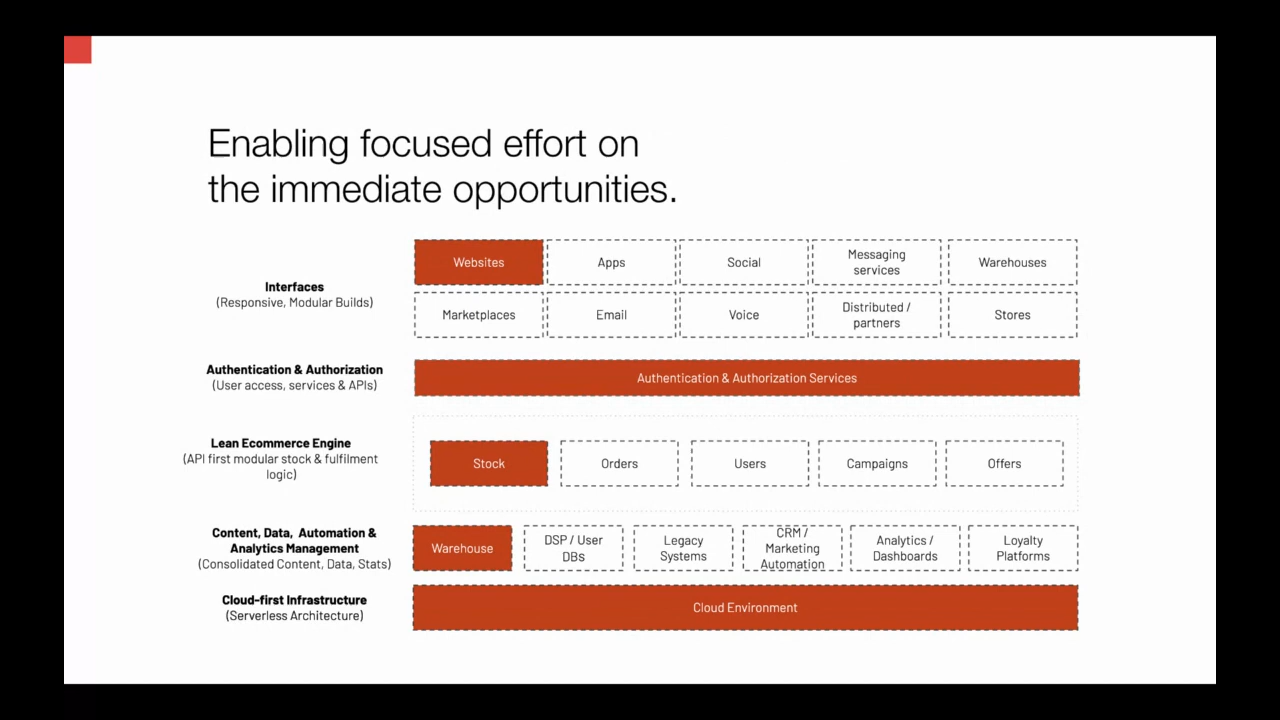 Enabling focused effort on
the immediate opportunities.
Interfaces
(Responsive, Modular Builds)
Websites
Apps
Social
Messaging
services
Warehouses
Marketplaces
Email
Voice
Distributed /
partners
Stores
Authentication & Authorization
(User access, services & APIs)
Authentication & Authorization Services
Lean Ecommerce Engine
(API first modular stock & fulfilment
logic)
Stock
Orders
Users
Campaigns
Offers
Content, Data, Automation &
Analytics Management
(Consolidated Content, Data, Stats)
Warehouse
DSP / User
DBs
Legacy
Systems
CRM /
Marketing
Automation
Analytics /
Dashboards
Loyalty
Platforms
Cloud-first Infrastructure
(Serverless Architecture)
Cloud Environment